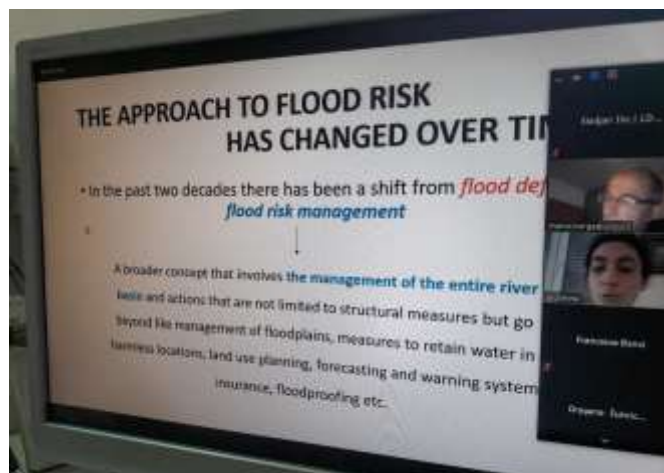 THE APPROACH TO FLOOD RISK
HAS CHANGED OVER TI
• In the past two decades there has been a shift from flood def
flood risk management
A broader concept that involves the management of the entire river
basin and actions that are not limited to structural measures but go
beyond like management of floodplains, measures to retain water in
harmless locations, land use planning, forecasting and warning system
insurance, floodproofing etc.